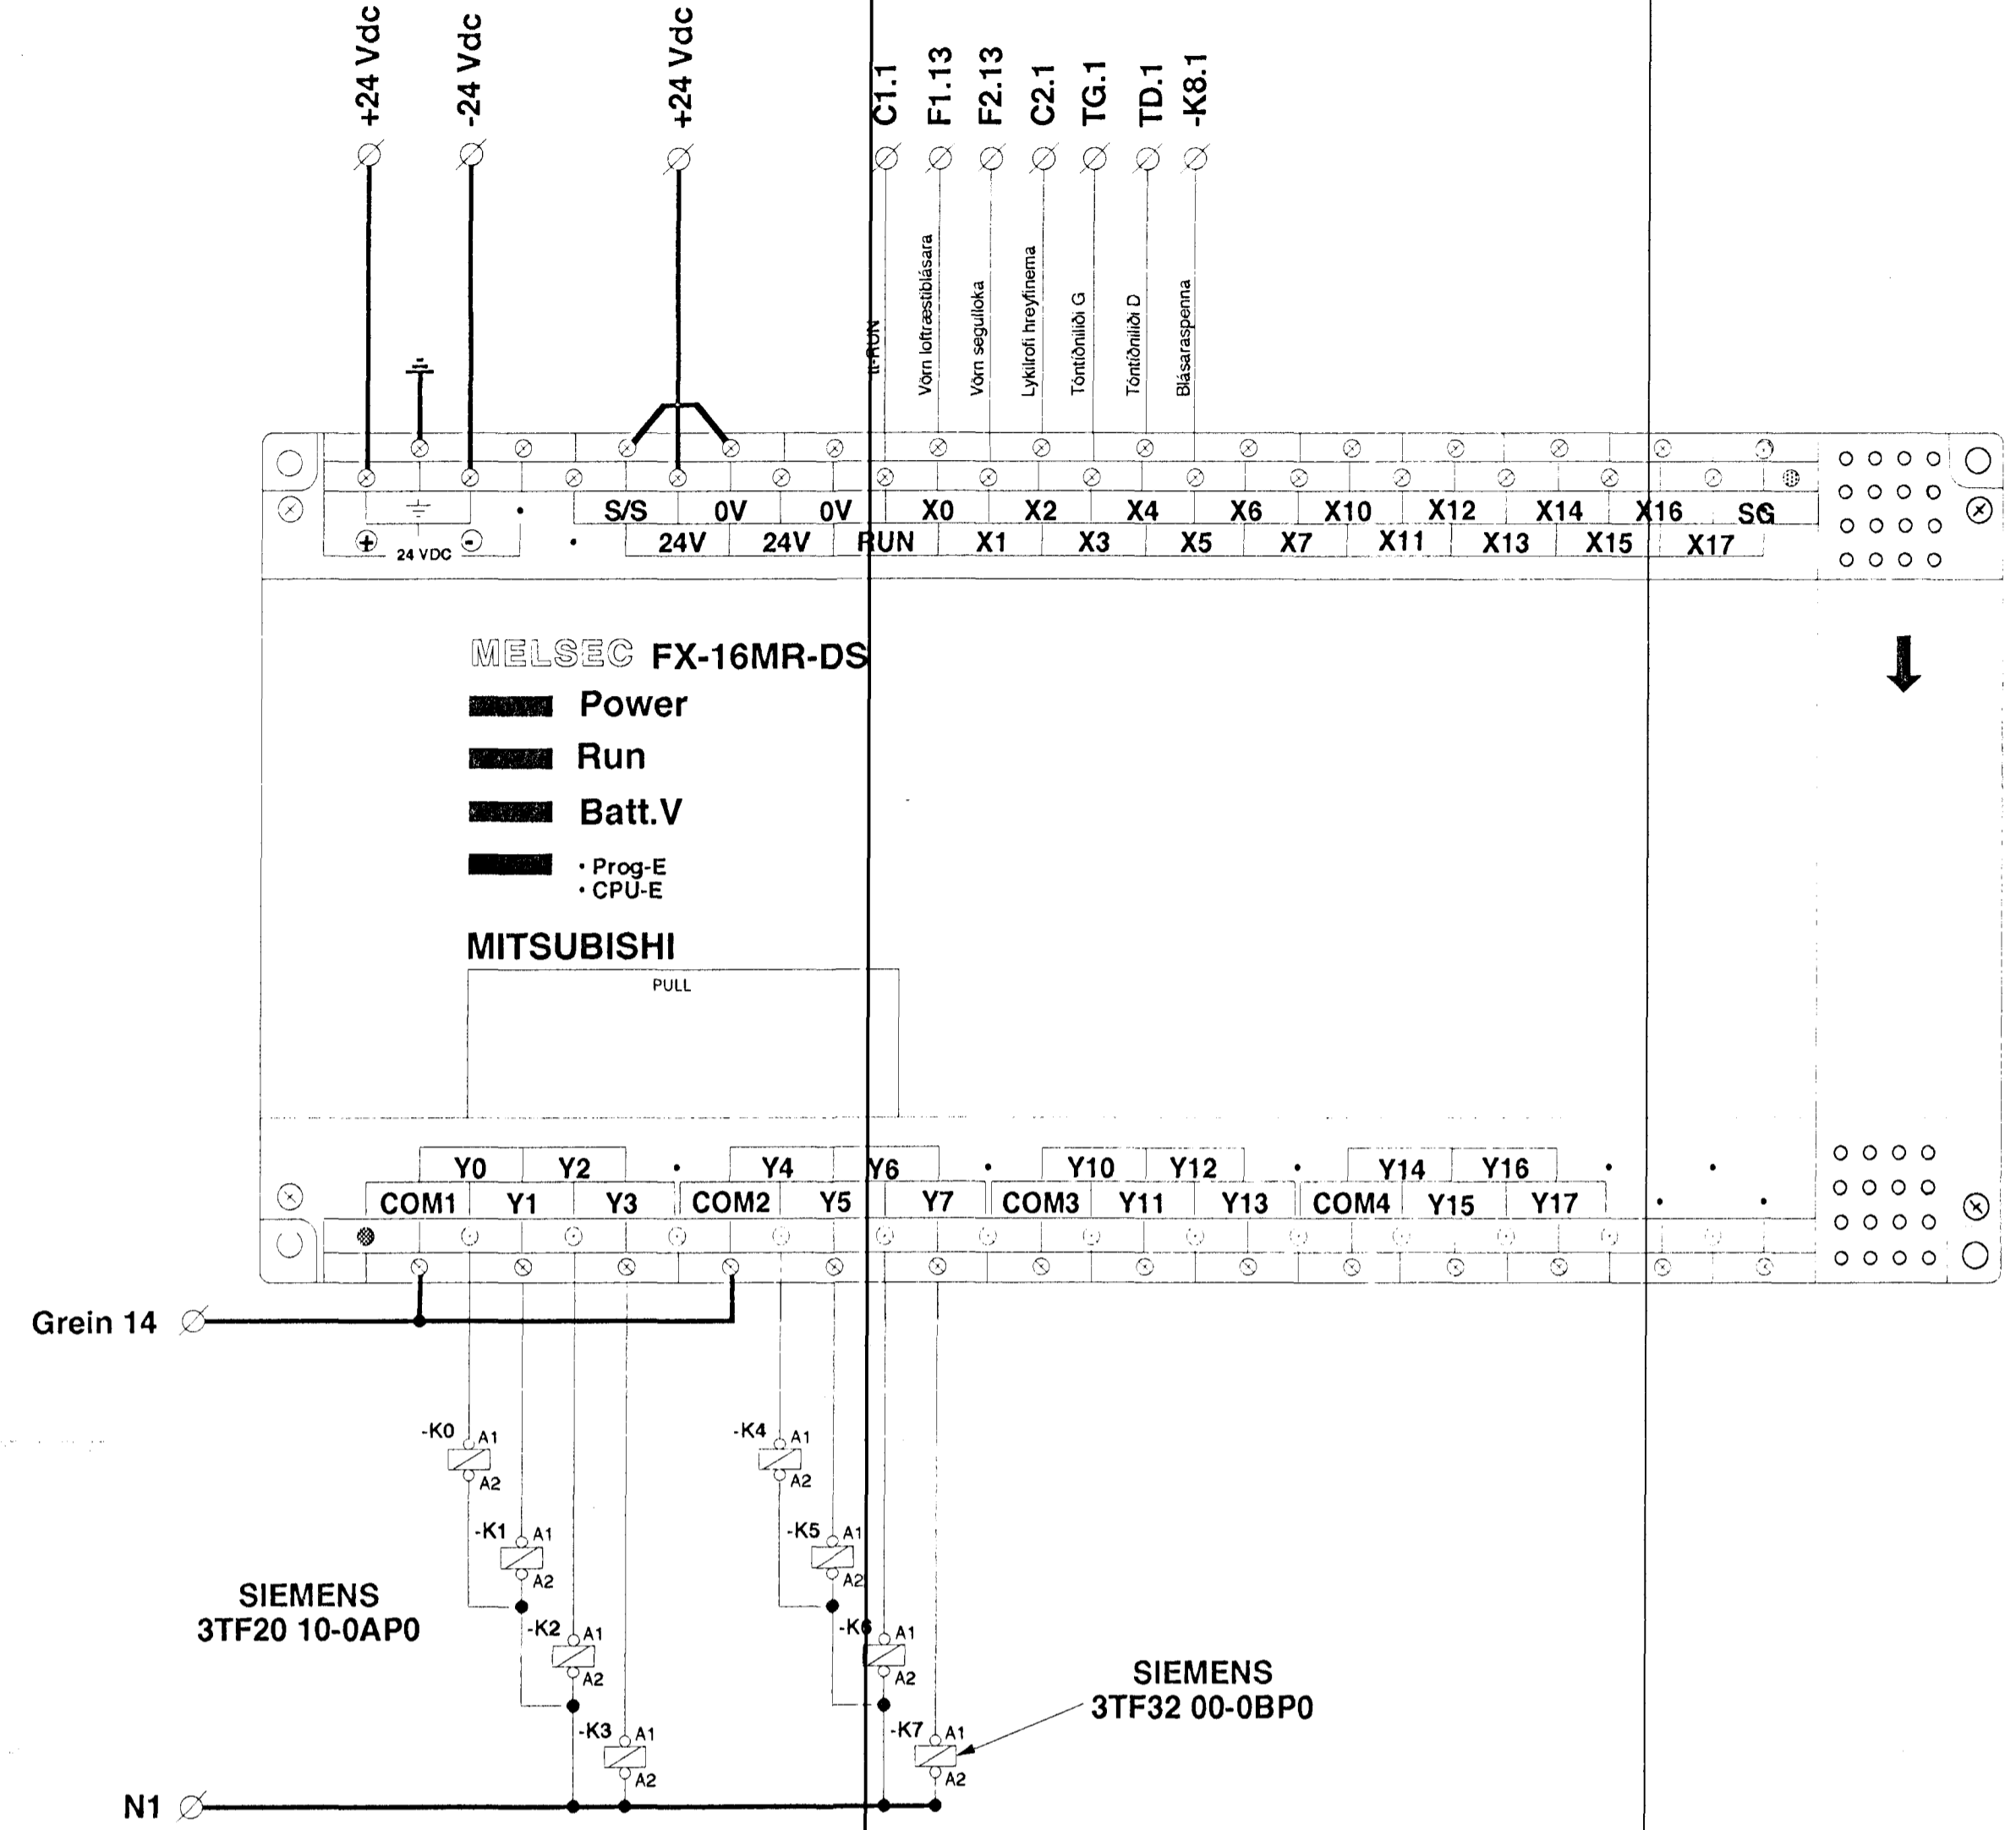 +24 Vdc
-24 Vdc
+24 Vdc
C1.1
F1.13
F2.13
C2.1
TG.1
TD.1
-K8.1
Vörn loftræstiblásara
Vörn segulloka
Lykilrofi hreyfinema
Tóntíðniliði G
Tóntíðniliði D
Blásaraspenna
S/S 0V 0V X0 X2 X4 X6 X10 X12 X14 X16 SG
+ 24 VDC - 24V 24V RUN X1 X3 X5 X7 X11 X13 X15 X17
MELSEC FX-16MR-DS
Power
Run
Batt.V
• Prog-E
• CPU-E
MITSUBISHI
PULL
Y0 Y2 • Y4 Y6 • Y10 Y12 • Y14 Y16 • •
COM1 Y1 Y3 COM2 Y5 Y7 COM3 Y11 Y13 COM4 Y15 Y17 • •
Grein 14
-K0 A1
A2
-K4 A1
A2
-K1 A1
A2
-K5 A1
A2
SIEMENS
3TF20 10-0AP0
-K2 A1
A2
-K6 A1
A2
SIEMENS
3TF32 00-0BP0
-K3 A1
A2
-K7 A1
A2
N1